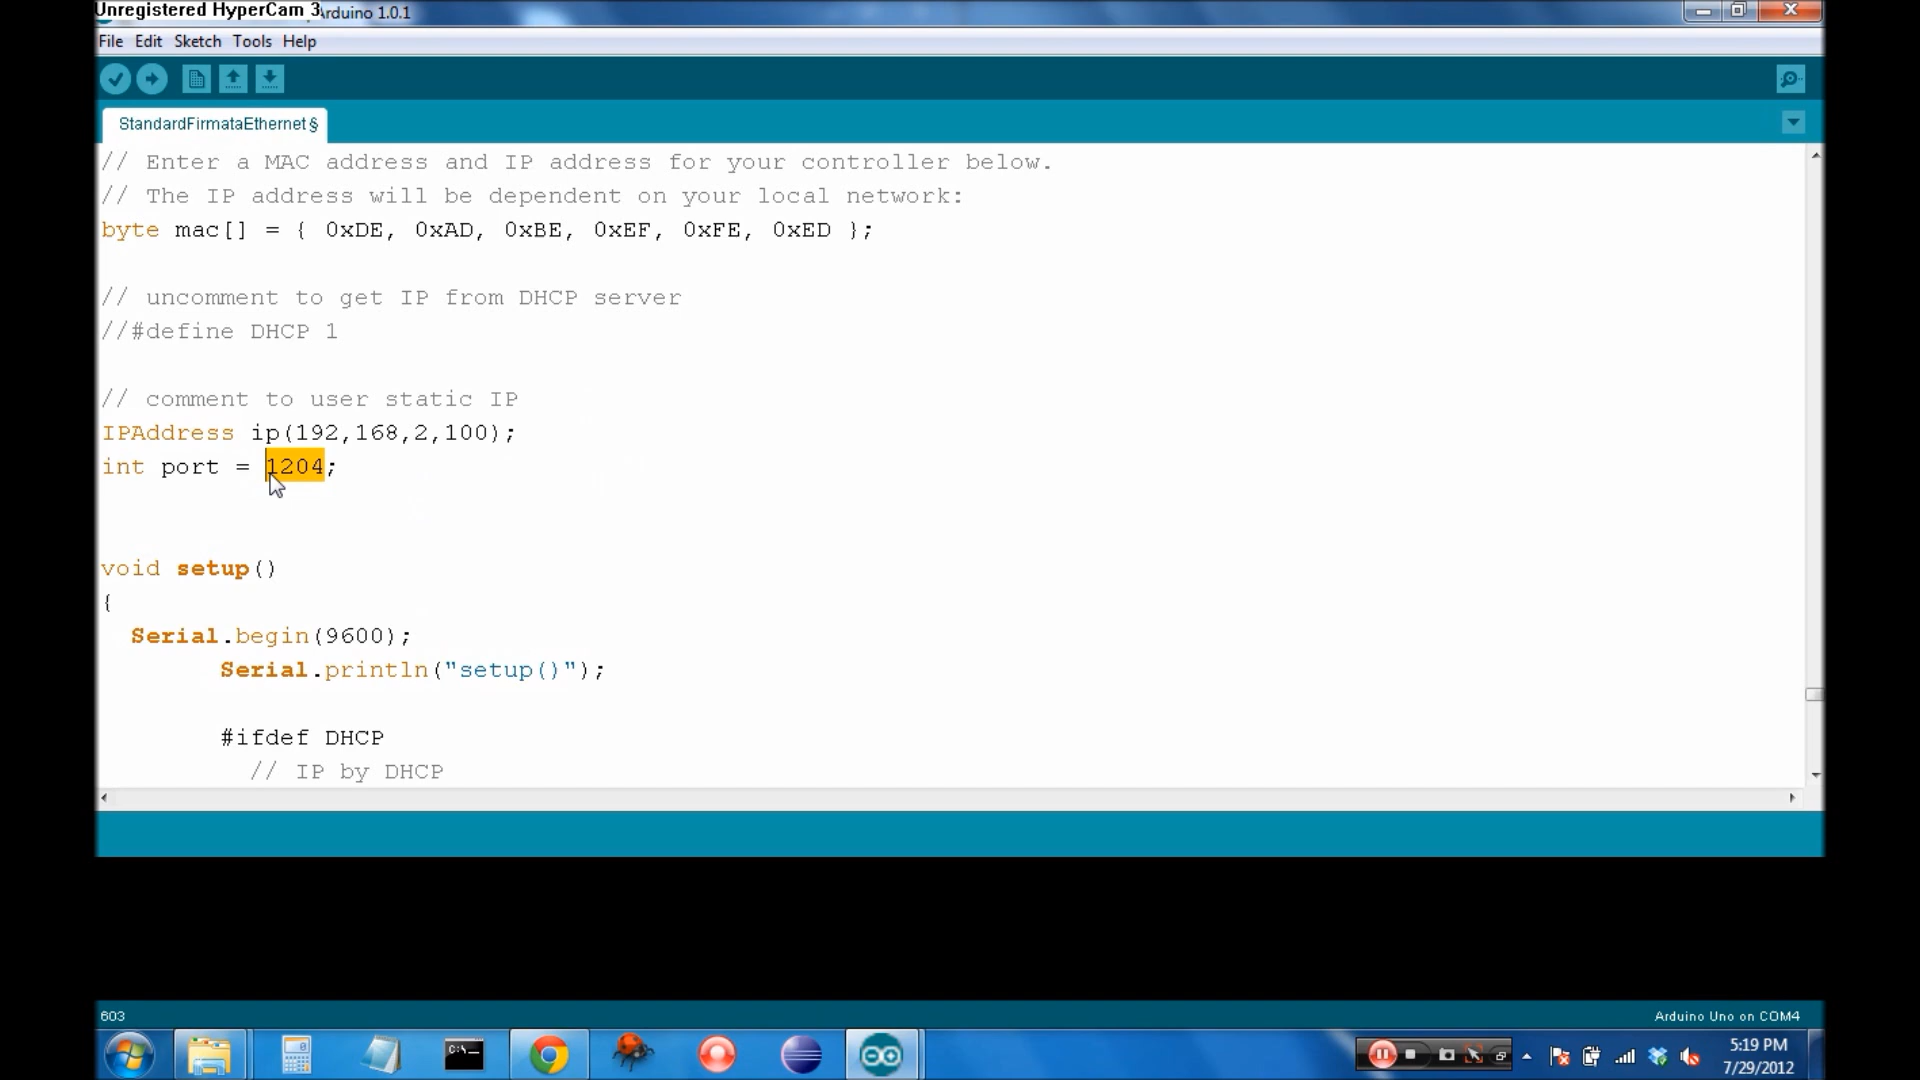 Unregistered HyperCam 3
Arduino 1.0.1
File Edit Sketch Tools Help
StandardFirmataEthernet §
// Enter a MAC address and IP address for your controller below.
// The IP address will be dependent on your local network:
byte mac[] = { 0xDE, 0xAD, 0xBE, 0xEF, 0xFE, 0xED };
// uncomment to get IP from DHCP server
//#define DHCP 1
// comment to user static IP
IPAddress ip(192,168,2,100);
int port = 1204;
void setup()
{
Serial.begin(9600);
Serial.println("setup()");
#ifdef DHCP
// IP by DHCP
603
Arduino Uno on COM4
C:\_
5:19 PM
7/29/2012